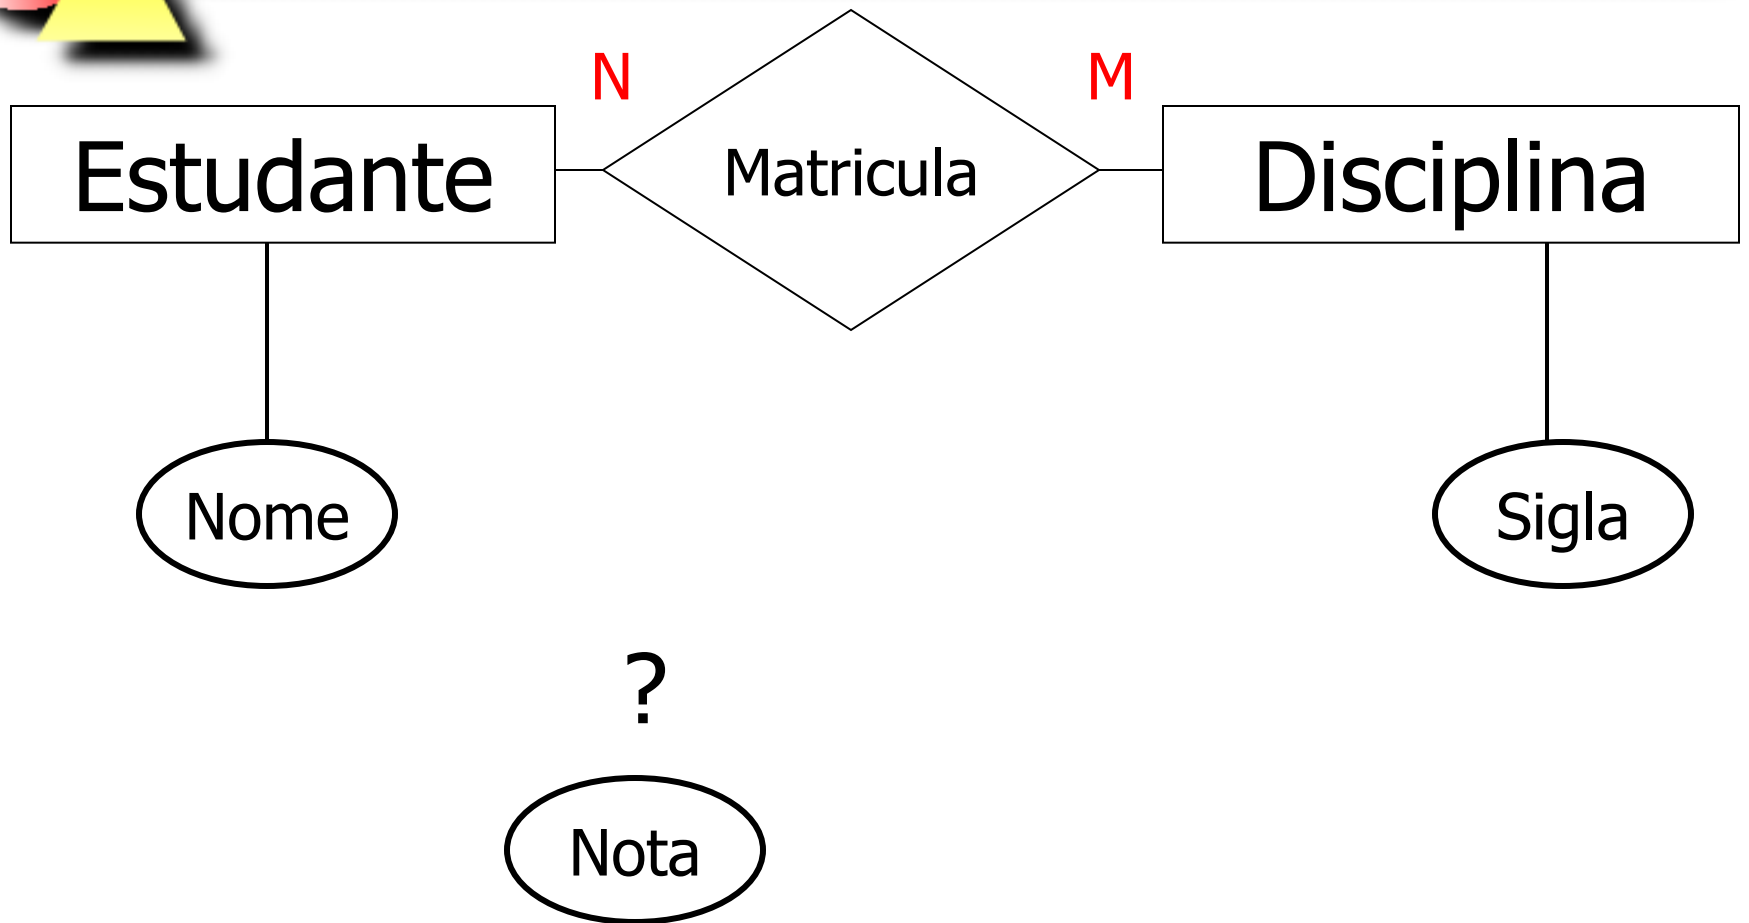 N
M
Estudante
Matricula
Disciplina
Nome
Sigla
?
Nota